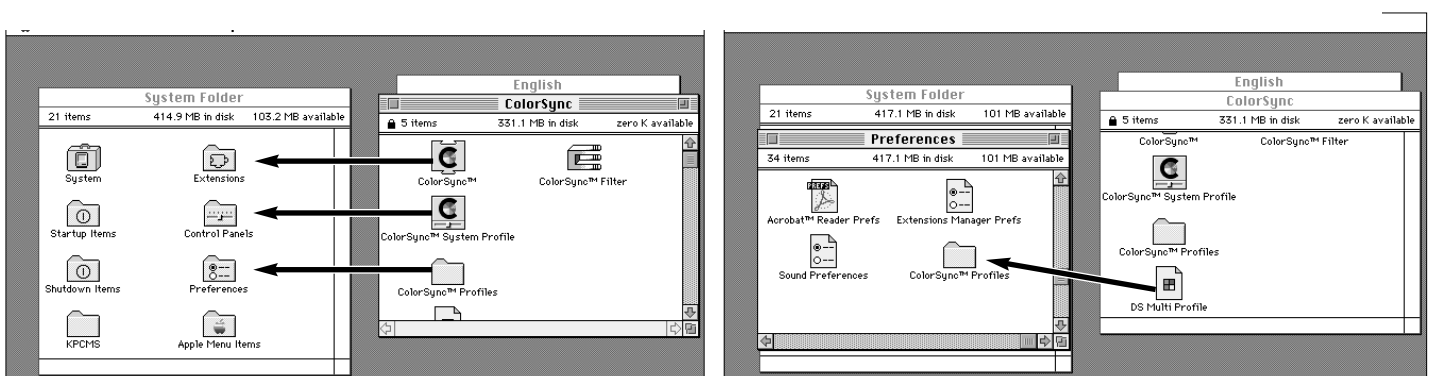 English
System Folder
ColorSync
21 items 414.9 MB in disk 103.2 MB available
5 items 331.1 MB in disk zero K available
System Extensions
ColorSync™ ColorSync™ Filter
Startup Items Control Panels
ColorSync™ System Profile
Shutdown Items Preferences
ColorSync™ Profiles
KPCMS Apple Menu Items
English
System Folder
ColorSync
21 items 417.1 MB in disk 101 MB available
5 items 331.1 MB in disk zero K available
Preferences
ColorSync™ ColorSync™ Filter
34 items 417.1 MB in disk 101 MB available
PREFS
ColorSync™ System Profile
Acrobat™ Reader Prefs Extensions Manager Prefs
ColorSync™ Profiles
Sound Preferences ColorSync™ Profiles
DS Multi Profile